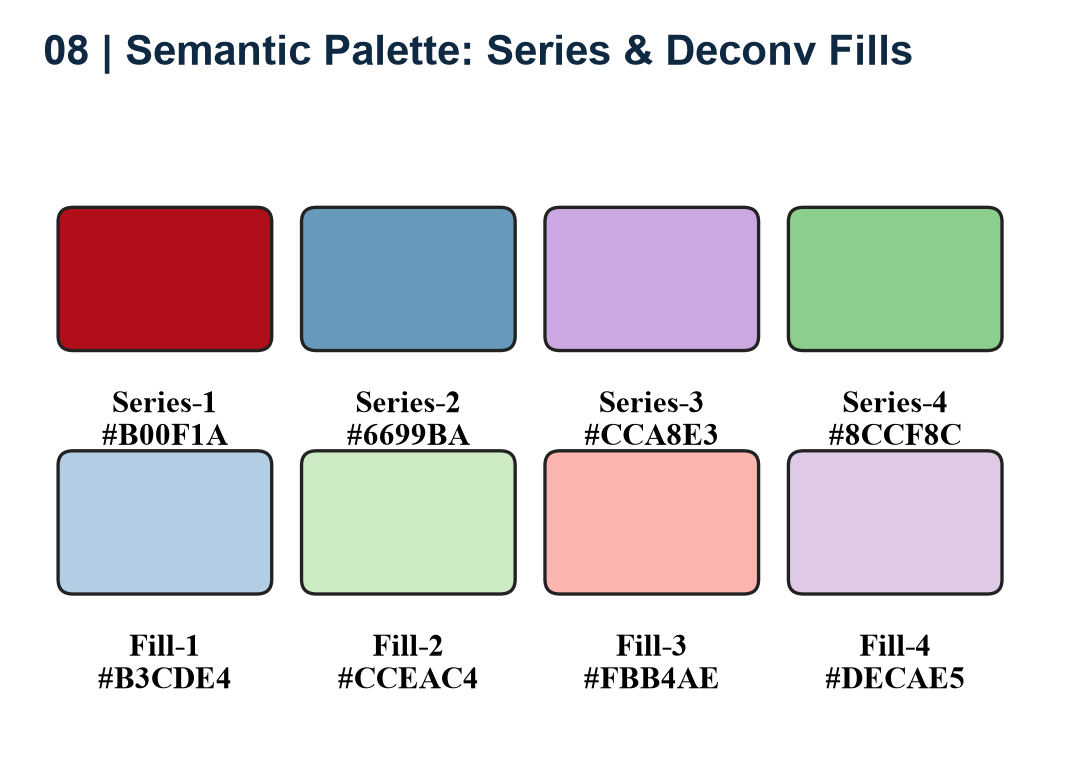 08 | Semantic Palette: Series & Deconv Fills
Series-1 Series-2 Series-3 Series-4
#B00F1A #6699BA #CCA8E3 #8CCF8C
Fill-1 Fill-2 Fill-3 Fill-4
#B3CDE4 #CCEAC4 #FBB4AE #DECAE5